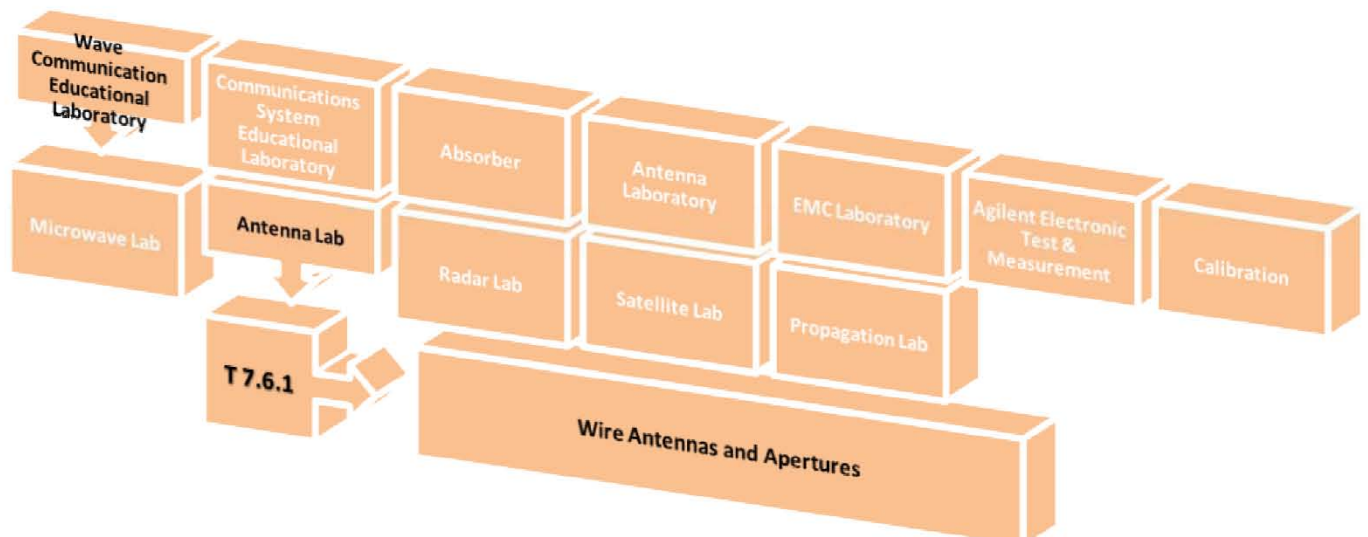 Wave
Communication
Educational
Laboratory
Communications
System
Educational
Laboratory
Absorber
Antenna
Laboratory
EMC Laboratory
Agilent Electronic
Test &
Measurement
Calibration
Microwave Lab
Antenna Lab
Radar Lab
Satellite Lab
Propagation Lab
T 7.6.1
Wire Antennas and Apertures